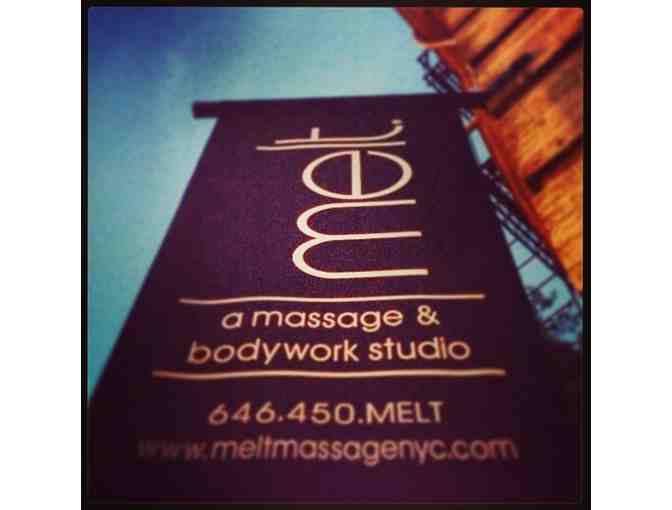 melt.
a massage &
bodywork studio
646.450.MELT
www.meltmassagenyc.com